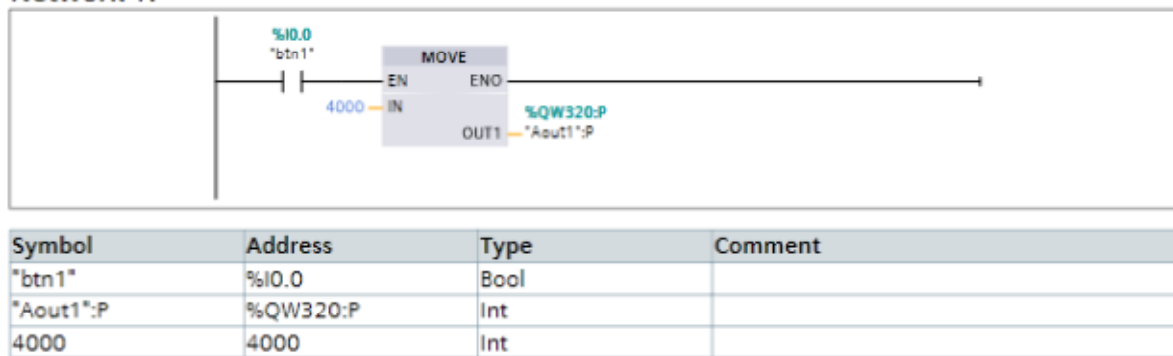 %I0.0
"btn1"
MOVE
EN ENO
4000 IN
%QW320:P
OUT1 "Aout1":P
Symbol Address Type Comment
"btn1" %I0.0 Bool
"Aout1":P %QW320:P Int
4000 4000 Int